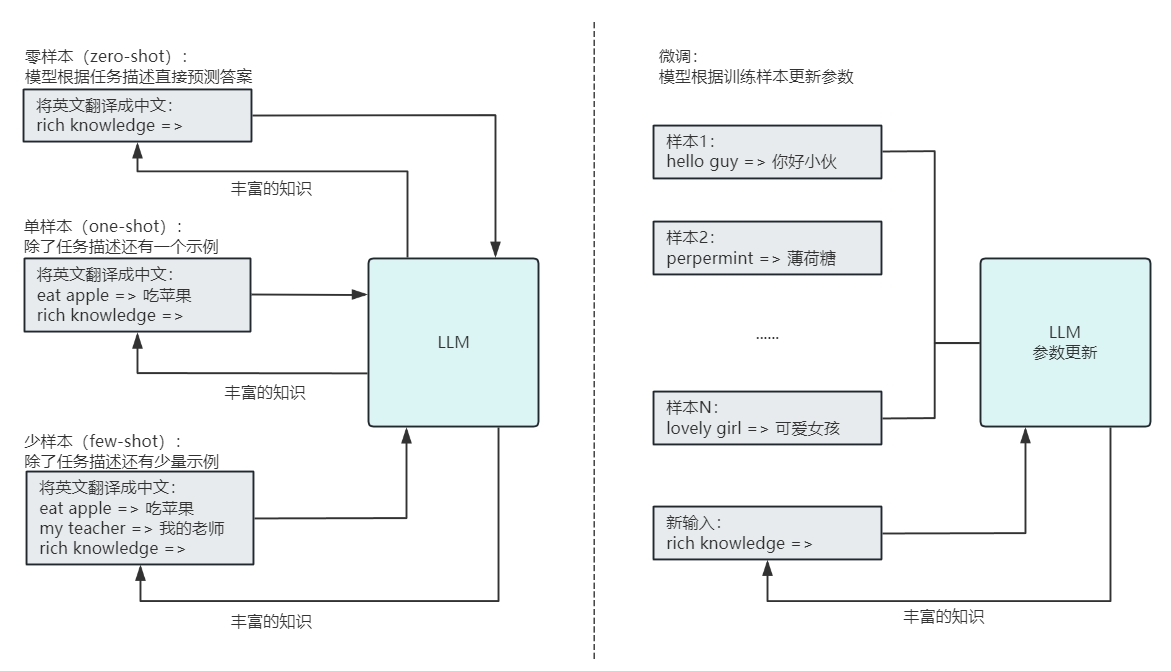 零样本（zero-shot）：
模型根据任务描述直接预测答案
将英文翻译成中文：
rich knowledge =>
丰富的知识
单样本（one-shot）：
除了任务描述还有一个示例
将英文翻译成中文：
eat apple => 吃苹果
rich knowledge =>
丰富的知识
少样本（few-shot）：
除了任务描述还有少量示例
将英文翻译成中文：
eat apple => 吃苹果
my teacher => 我的老师
rich knowledge =>
丰富的知识
LLM
微调：
模型根据训练样本更新参数
样本1：
hello guy => 你好小伙
样本2：
perpermint => 薄荷糖
......
样本N：
lovely girl => 可爱女孩
新输入：
rich knowledge =>
丰富的知识
LLM
参数更新